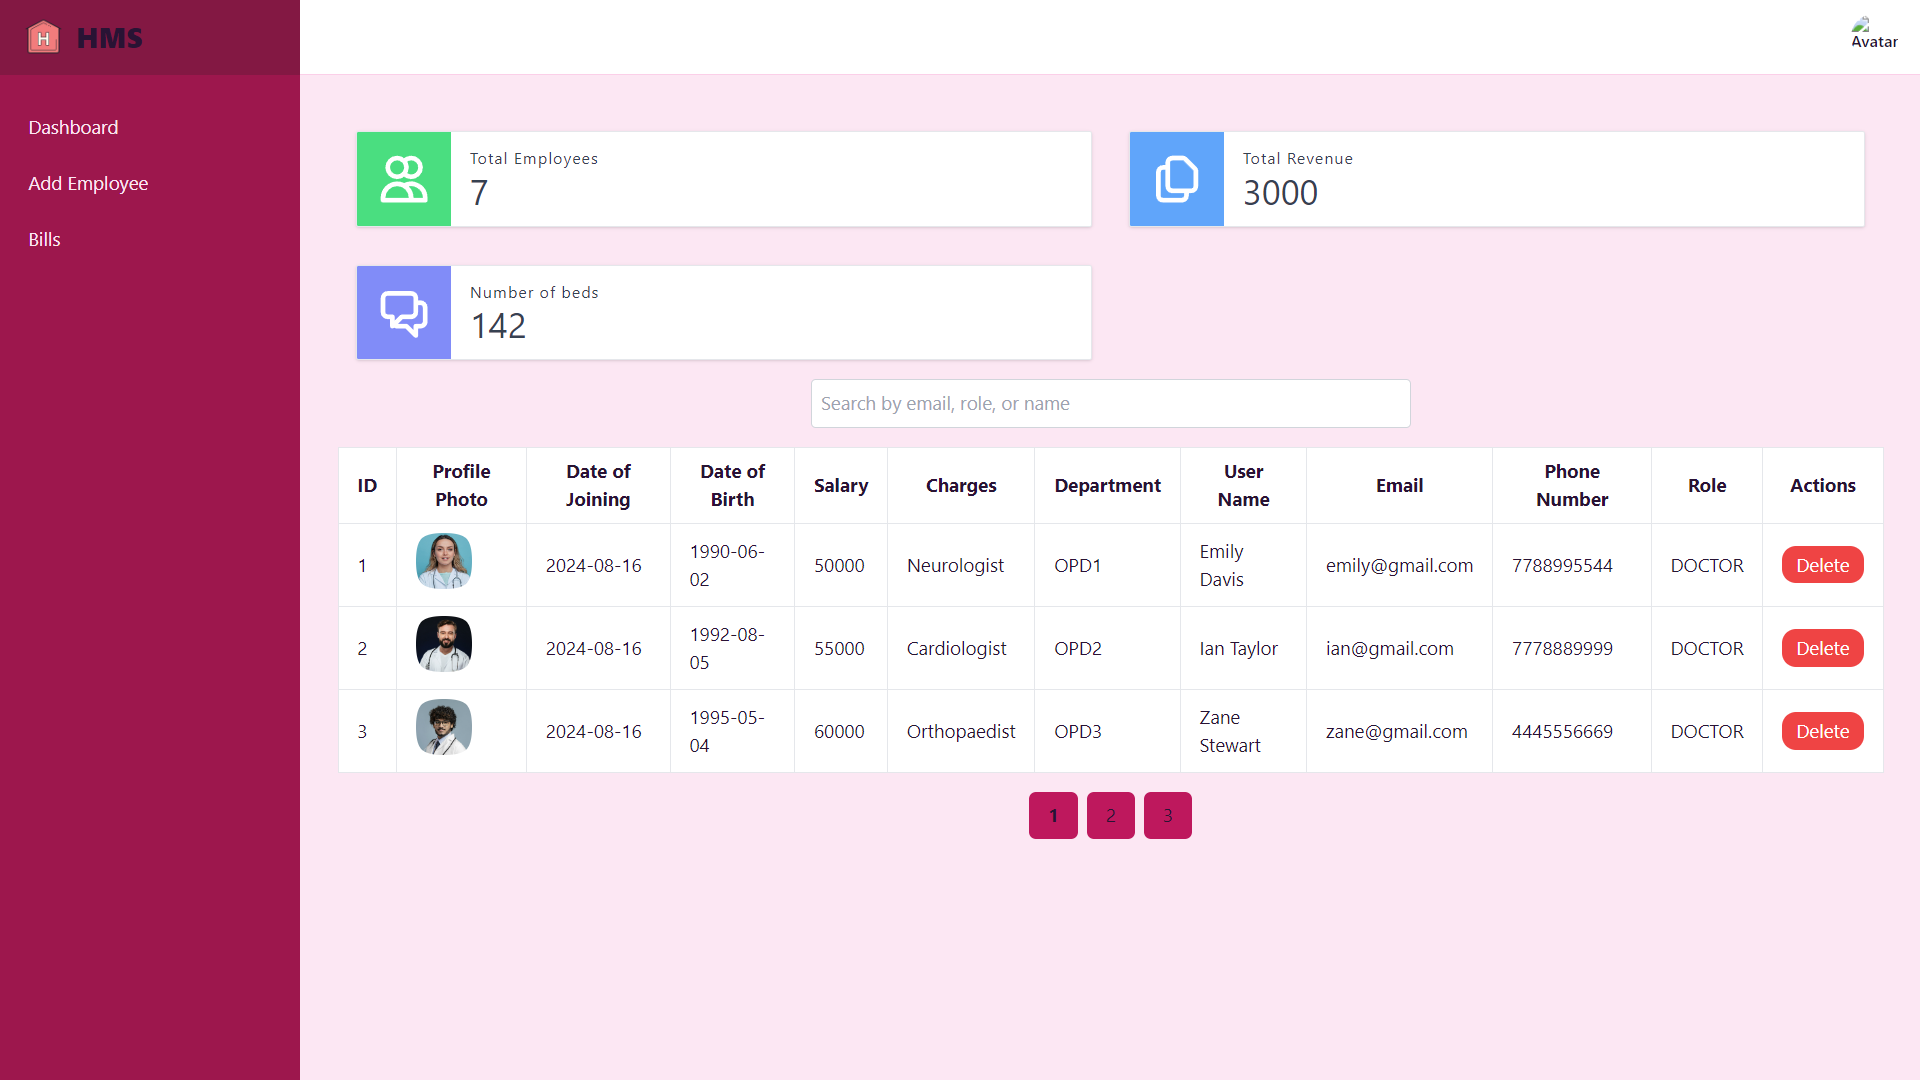 H HMS
Avatar
Dashboard
Add Employee
Bills
Total Employees
7
Total Revenue
3000
Number of beds
142
Search by email, role, or name
ID Profile Photo Date of Joining Date of Birth Salary Charges Department User Name Email Phone Number Role Actions
1 2024-08-16 1990-06-02 50000 Neurologist OPD1 Emily Davis emily@gmail.com 7788995544 DOCTOR Delete
2 2024-08-16 1992-08-05 55000 Cardiologist OPD2 Ian Taylor ian@gmail.com 7778889999 DOCTOR Delete
3 2024-08-16 1995-05-04 60000 Orthopaedist OPD3 Zane Stewart zane@gmail.com 4445556669 DOCTOR Delete
1 2 3